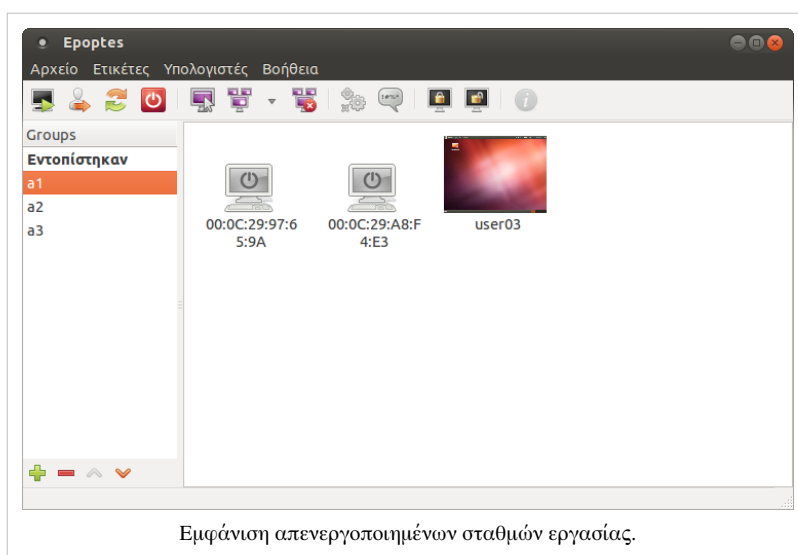 Epoptes
Αρχείο Ετικέτες Υπολογιστές Βοήθεια
Groups
Εντοπίστηκαν
a1
a2
a3
00:0C:29:97:6
5:9A
00:0C:29:A8:F
4:E3
user03
Εμφάνιση απενεργοποιημένων σταθμών εργασίας.